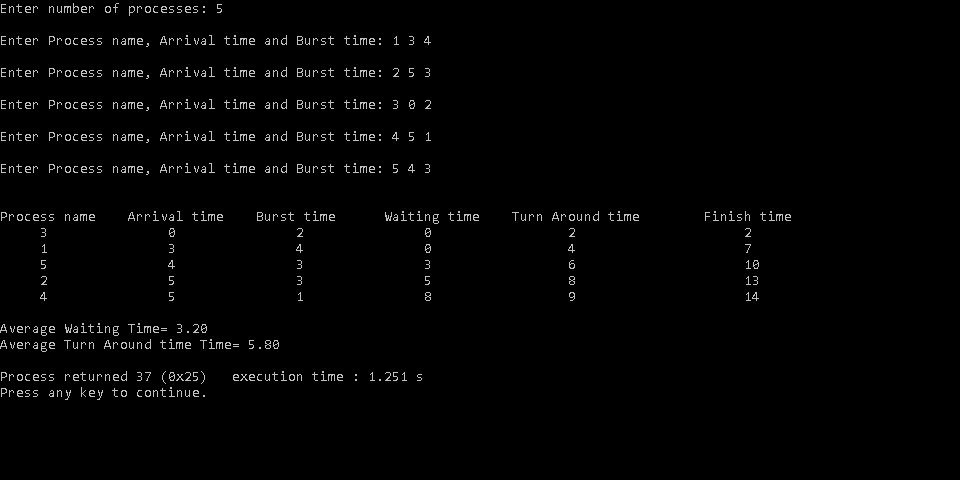 Enter number of processes: 5
Enter Process name, Arrival time and Burst time: 1 3 4
Enter Process name, Arrival time and Burst time: 2 5 3
Enter Process name, Arrival time and Burst time: 3 0 2
Enter Process name, Arrival time and Burst time: 4 5 1
Enter Process name, Arrival time and Burst time: 5 4 3
Process name    Arrival time    Burst time      Waiting time    Turn Around time        Finish time
3 0 2 0 2 2
1 3 4 0 4 7
5 4 3 3 6 10
2 5 3 5 8 13
4 5 1 8 9 14
Average Waiting Time= 3.20
Average Turn Around time Time= 5.80
Process returned 37 (0x25)   execution time : 1.251 s
Press any key to continue.